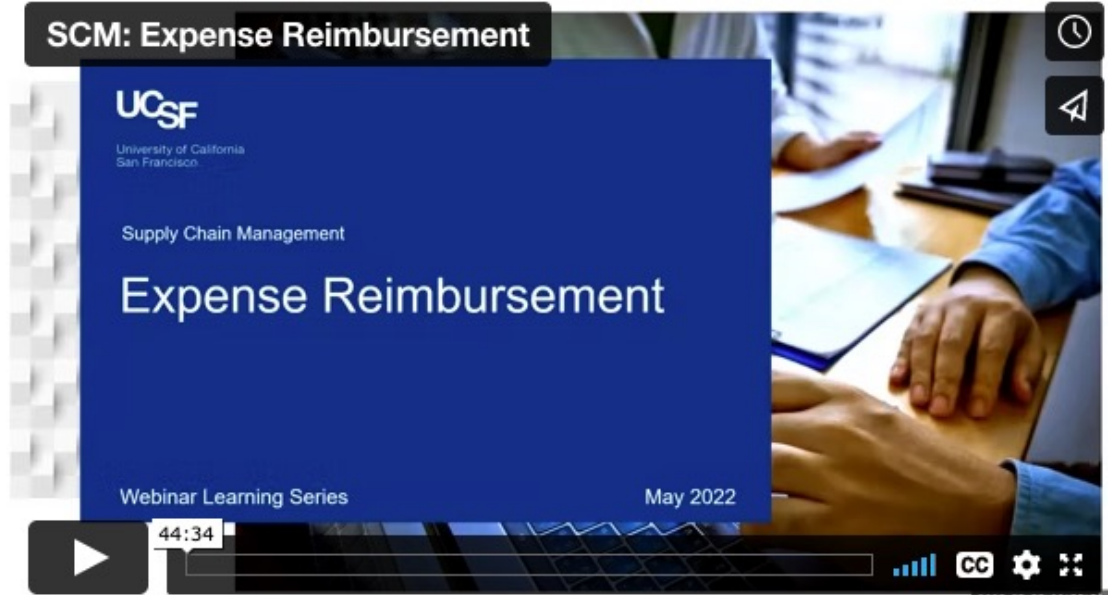 SCM: Expense Reimbursement
UCSF
University of California
San Francisco
Supply Chain Management
Expense Reimbursement
Webinar Learning Series
May 2022
44:34
CC